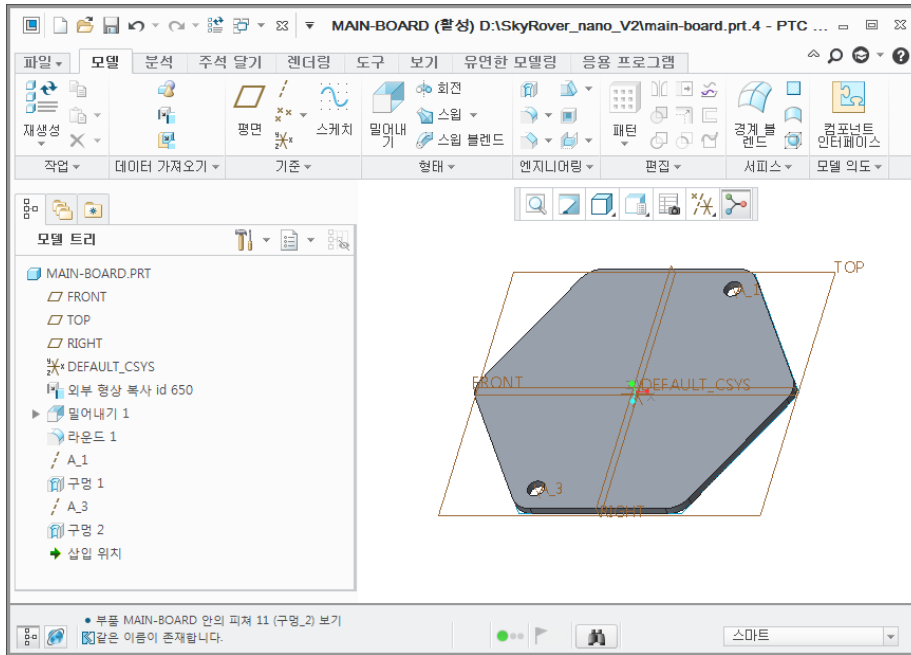 MAIN-BOARD (활성) D:\SkyRover_nano_V2\main-board.prt.4 - PTC ...
파일 모델 분석 주석 달기 렌더링 도구 보기 유연한 모델링 응용 프로그램
재생성
평면
스케치
밀어내기
회전
스윕
스윕 블렌드
패턴
경계 블렌드
컴포넌트 인터페이스
작업 데이터 가져오기 기준 형태 엔지니어링 편집 서피스 모델 의도
모델 트리
MAIN-BOARD.PRT
FRONT
TOP
RIGHT
DEFAULT_CSYS
외부 형상 복사 id 650
밀어내기 1
라운드 1
A_1
구멍 1
A_3
구멍 2
삽입 위치
TOP
A_1
FRONT
DEFAULT_CSYS
X
A_3
RIGHT
• 부품 MAIN-BOARD 안의 피쳐 11 (구멍_2) 보기
같은 이름이 존재합니다.
스마트